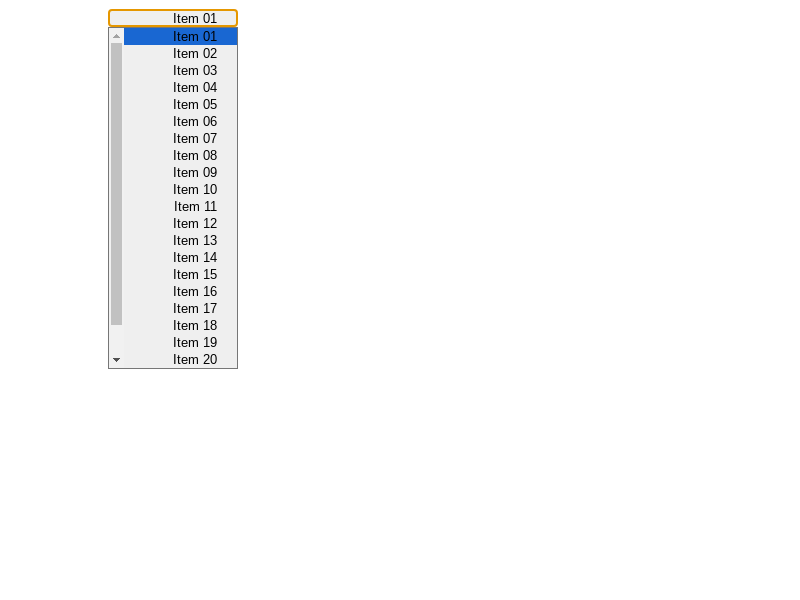 Item 01
Item 01
Item 02
Item 03
Item 04
Item 05
Item 06
Item 07
Item 08
Item 09
Item 10
Item 11
Item 12
Item 13
Item 14
Item 15
Item 16
Item 17
Item 18
Item 19
Item 20